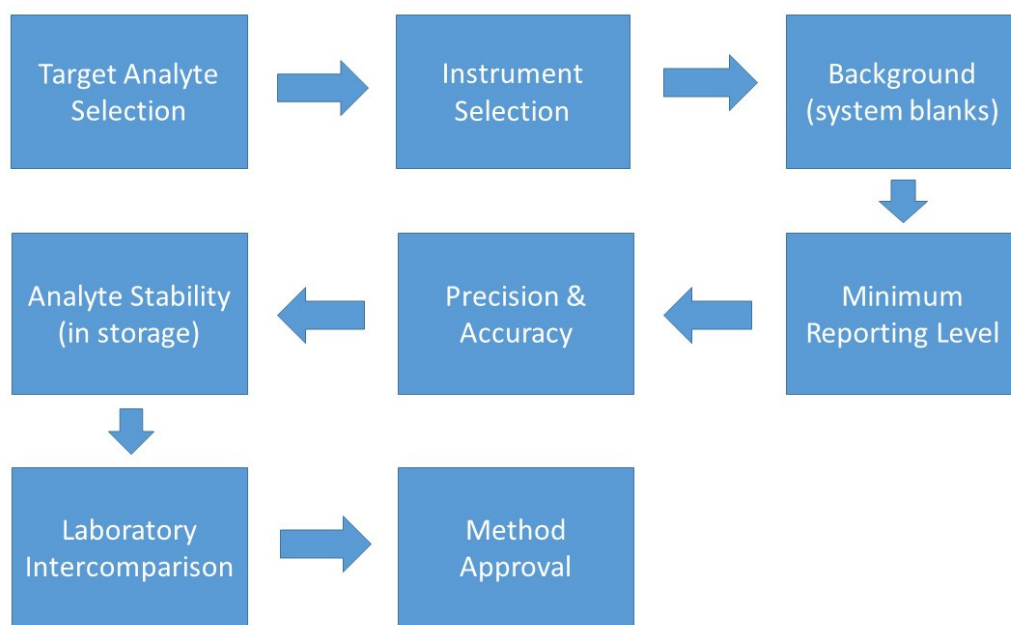 Target Analyte
Selection
Instrument
Selection
Background
(system blanks)
Minimum
Reporting Level
Precision &
Accuracy
Analyte Stability
(in storage)
Laboratory
Intercomparison
Method
Approval